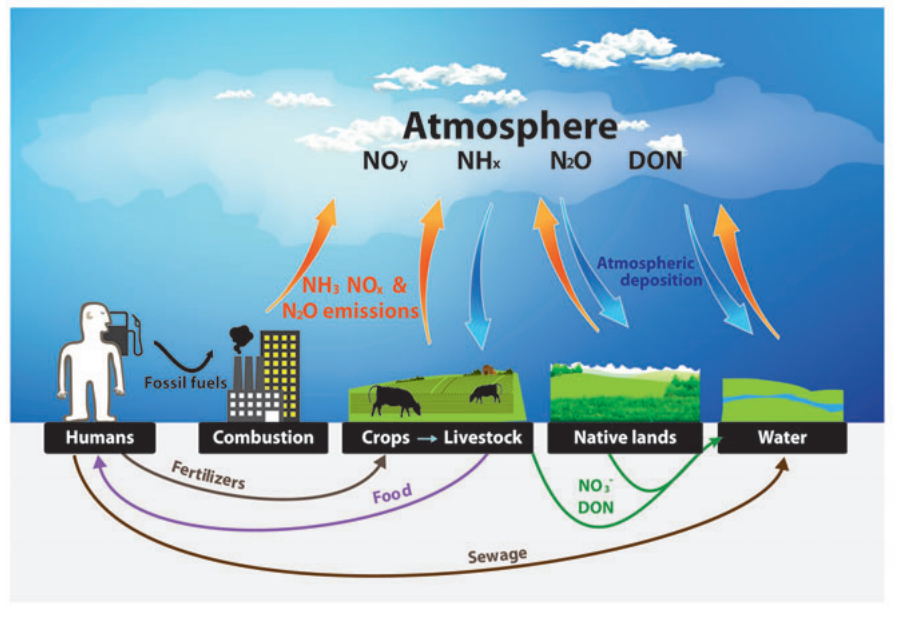 Atmosphere
NOy NHx N2O DON
NH3 NOx &
N2O emissions
Atmospheric
deposition
Fossil fuels
Humans
Combustion
Crops → Livestock
Native lands
Water
Fertilizers
Food
NO3-
DON
Sewage